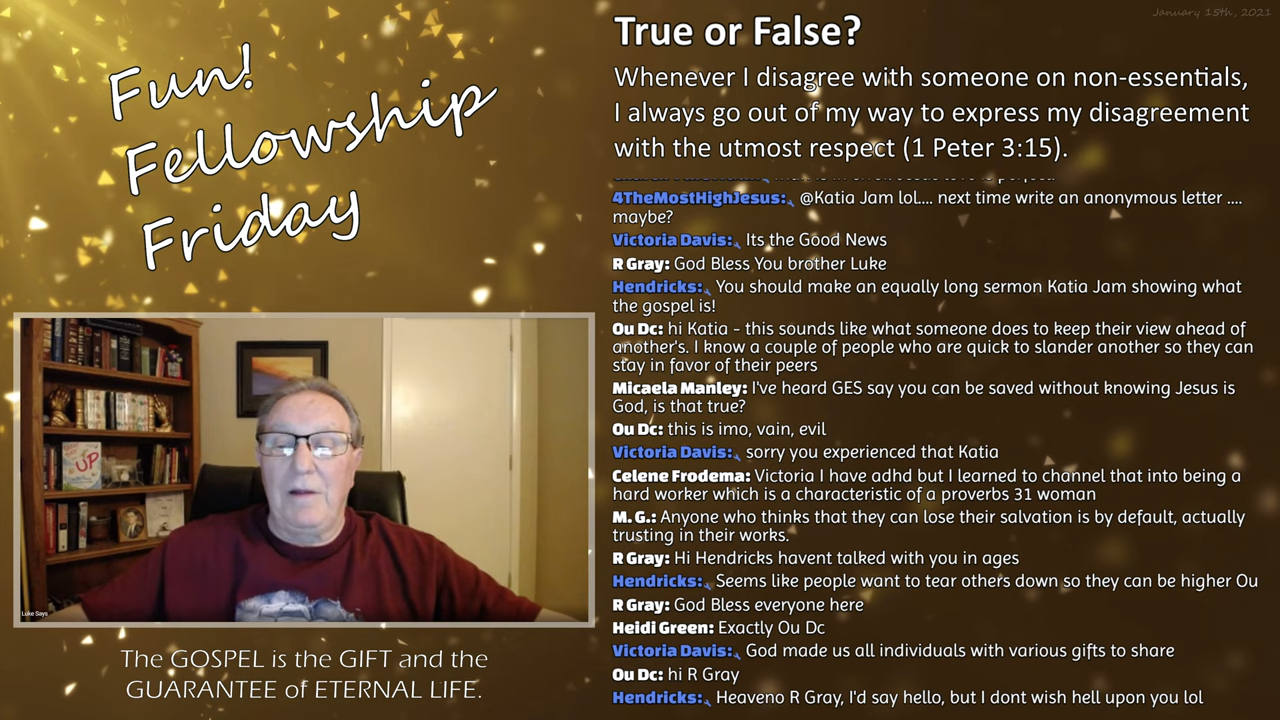 January 15th, 2021
Fun!
Fellowship
Friday
True or False?
Whenever I disagree with someone on non-essentials,
I always go out of my way to express my disagreement
with the utmost respect (1 Peter 3:15).
4TheMostHighJesus: @Katia Jam lol.... next time write an anonymous letter ....
maybe?
Victoria Davis: Its the Good News
R Gray: God Bless You brother Luke
Hendricks: You should make an equally long sermon Katia Jam showing what
the gospel is!
Ou Dc: hi Katia - this sounds like what someone does to keep their view ahead of
another's. I know a couple of people who are quick to slander another so they can
stay in favor of their peers
Micaela Manley: I've heard GES say you can be saved without knowing Jesus is
God, is that true?
Ou Dc: this is imo, vain, evil
Victoria Davis: sorry you experienced that Katia
Celene Frodema: Victoria I have adhd but I learned to channel that into being a
hard worker which is a characteristic of a proverbs 31 woman
M. G.: Anyone who thinks that they can lose their salvation is by default, actually
trusting in their works.
R Gray: Hi Hendricks havent talked with you in ages
Hendricks: Seems like people want to tear others down so they can be higher Ou
R Gray: God Bless everyone here
Heidi Green: Exactly Ou Dc
Victoria Davis: God made us all individuals with various gifts to share
Ou Dc: hi R Gray
Hendricks: Heaveno R Gray, I'd say hello, but I dont wish hell upon you lol
UP
Luke Says
The GOSPEL is the GIFT and the
GUARANTEE of ETERNAL LIFE.